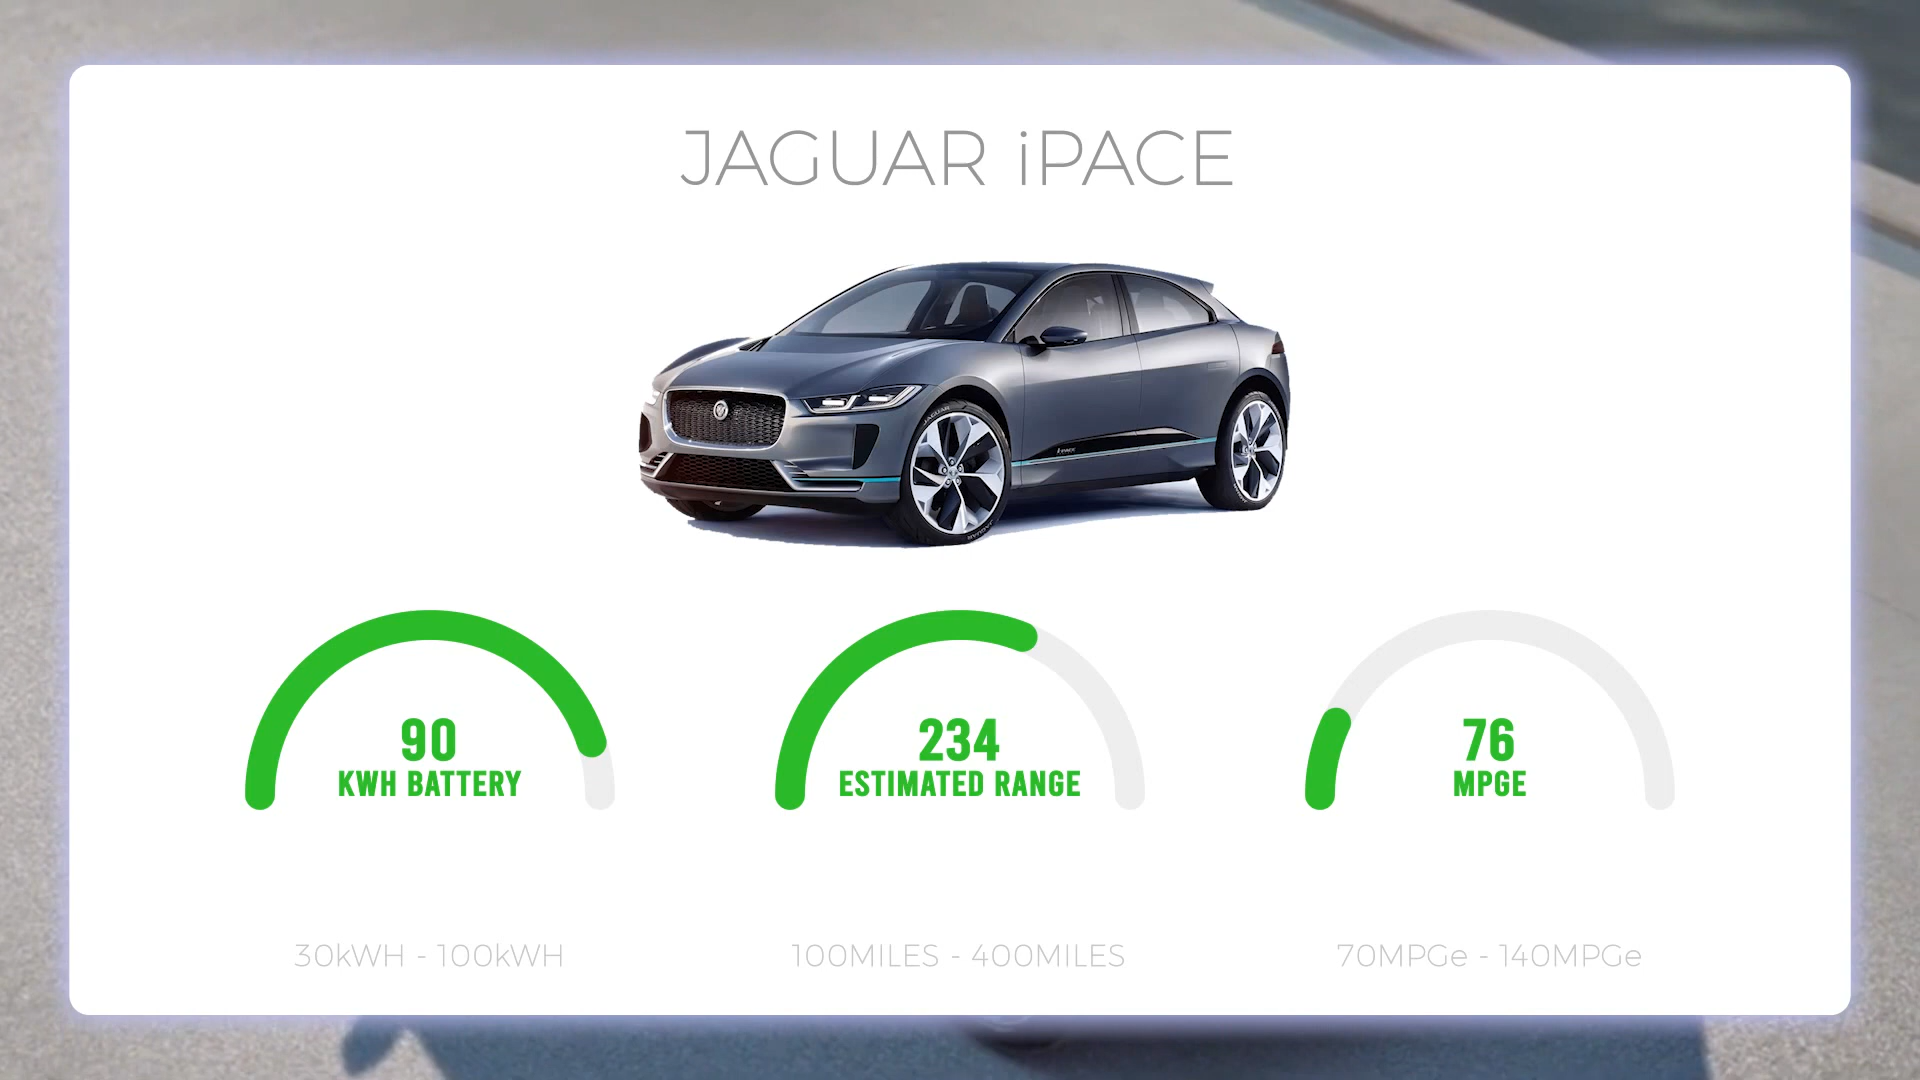 JAGUAR iPACE
90
KWH BATTERY
234
ESTIMATED RANGE
76
MPGE
30kWH - 100kWH
100MILES - 400MILES
70MPGe - 140MPGe